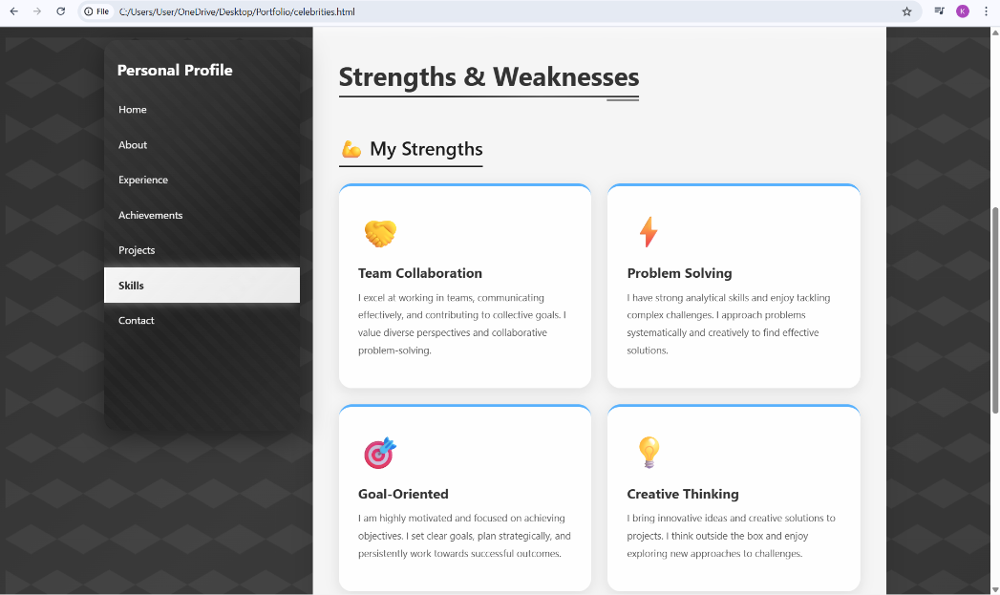 File C:/Users/User/OneDrive/Desktop/Portfolio/celebrities.html
K
Personal Profile
Home
About
Experience
Achievements
Projects
Skills
Contact
Strengths & Weaknesses
💪 My Strengths
Team Collaboration
I excel at working in teams, communicating
effectively, and contributing to collective goals. I
value diverse perspectives and collaborative
problem-solving.
Problem Solving
I have strong analytical skills and enjoy tackling
complex challenges. I approach problems
systematically and creatively to find effective
solutions.
Goal-Oriented
I am highly motivated and focused on achieving
objectives. I set clear goals, plan strategically, and
persistently work towards successful outcomes.
Creative Thinking
I bring innovative ideas and creative solutions to
projects. I think outside the box and enjoy
exploring new approaches to challenges.